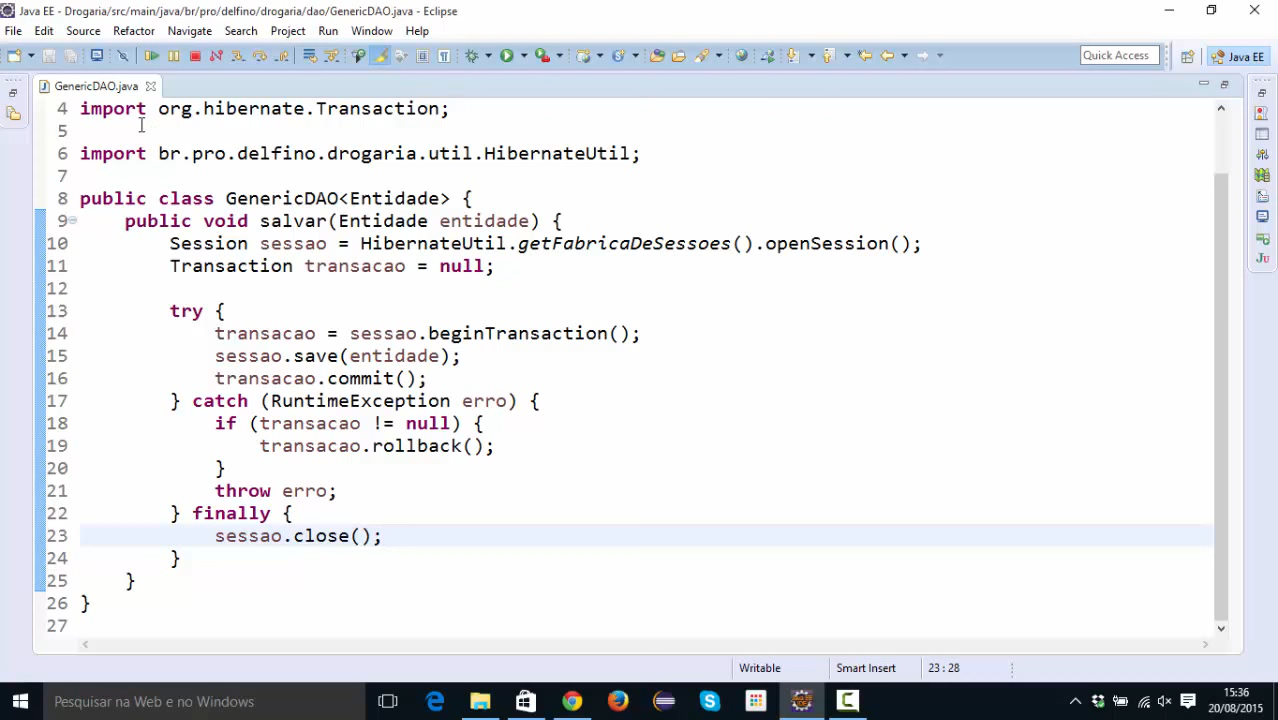 Java EE - Drogaria/src/main/java/br/pro/delfino/drogaria/dao/GenericDAO.java - Eclipse
File Edit Source Refactor Navigate Search Project Run Window Help
Quick Access Java EE
GenericDAO.java
4 import org.hibernate.Transaction;
5
6 import br.pro.delfino.drogaria.util.HibernateUtil;
7
8 public class GenericDAO<Entidade> {
9 public void salvar(Entidade entidade) {
10 Session sessao = HibernateUtil.getFabricaDeSessoes().openSession();
11 Transaction transacao = null;
12
13 try {
14 transacao = sessao.beginTransaction();
15 sessao.save(entidade);
16 transacao.commit();
17 } catch (RuntimeException erro) {
18 if (transacao != null) {
19 transacao.rollback();
20 }
21 throw erro;
22 } finally {
23 sessao.close();
24 }
25 }
26 }
27
Writable Smart Insert 23 : 28
Pesquisar na Web e no Windows
15:36
20/08/2015